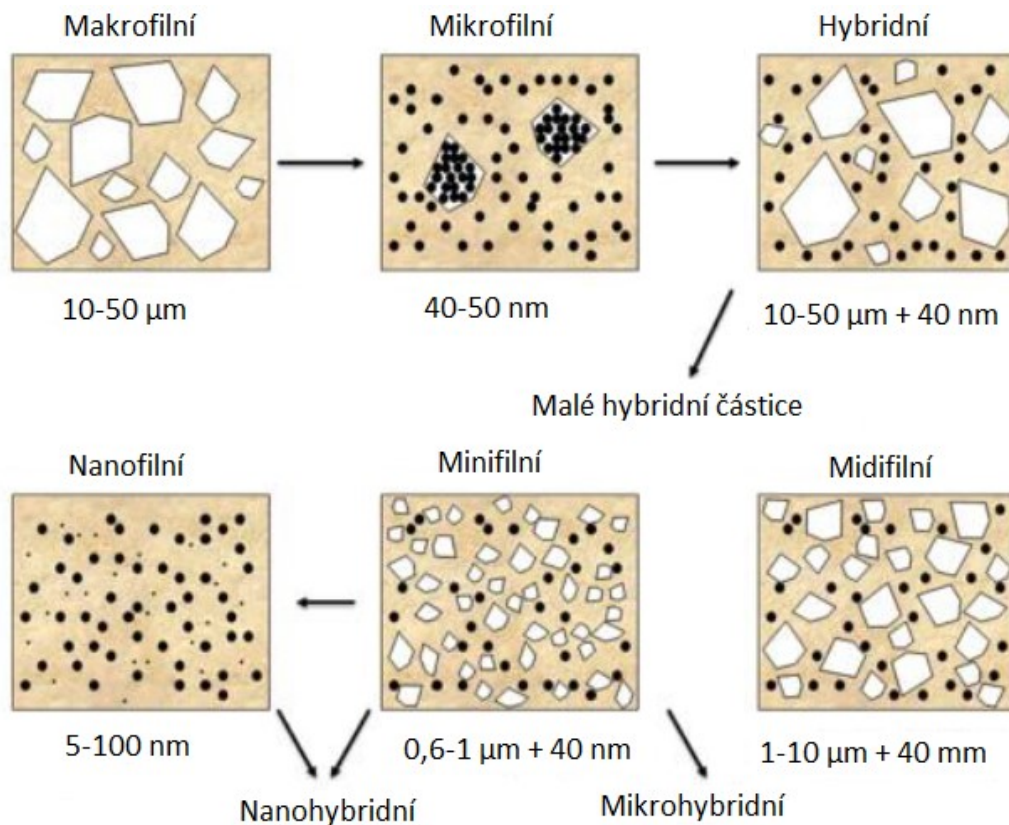 Makrofilní
Mikrofilní
Hybridní
10-50 µm
40-50 nm
10-50 µm + 40 nm
Malé hybridní částice
Nanofilní
Minifilní
Midifilní
5-100 nm
0,6-1 µm + 40 nm
1-10 µm + 40 mm
Nanohybridní
Mikrohybridní